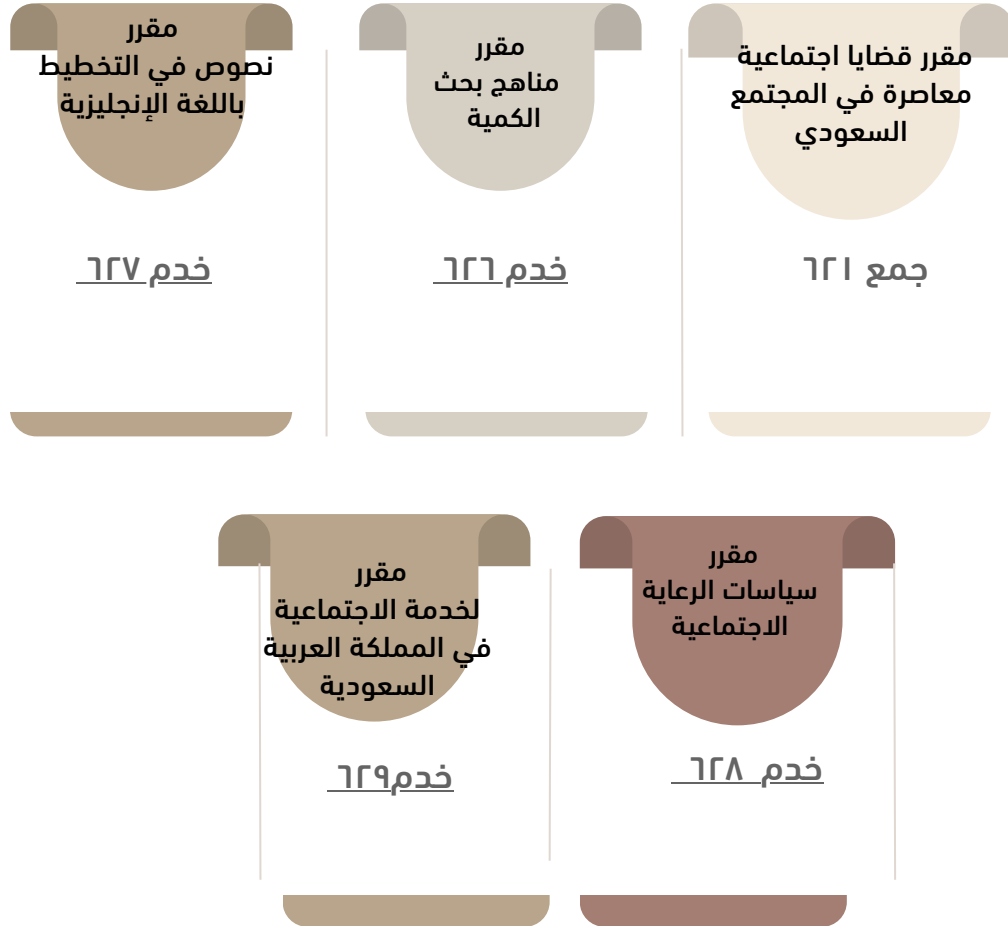 مقرر قضايا اجتماعية
معاصرة في المجتمع
السعودي
جمع ٦٢١
مقرر
مناهج بحث
الكمية
خدم ٦٢٦
مقرر
نصوص في التخطيط
باللغة الإنجليزية
خدم ٦٢٧
مقرر
سياسات الرعاية
الاجتماعية
خدم ٦٢٨
مقرر
لخدمة الاجتماعية
في المملكة العربية
السعودية
خدم٦٢٩